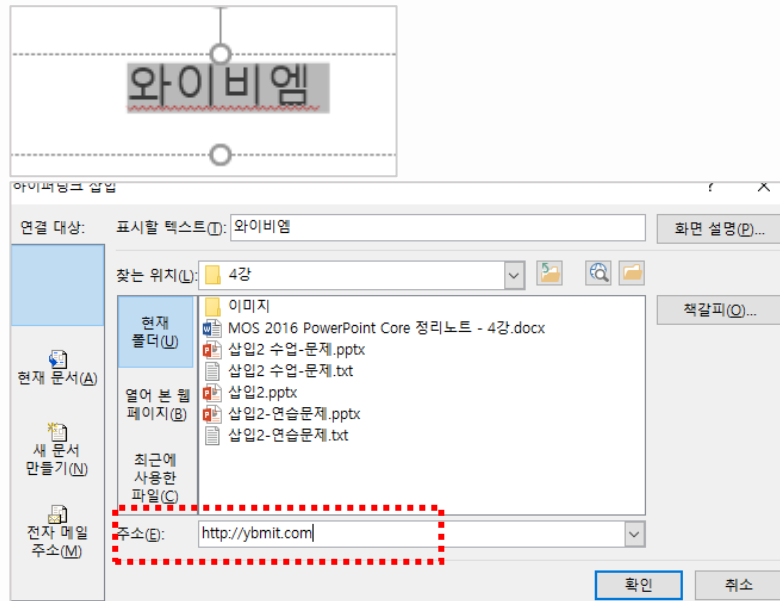 와이비엠
하이퍼링크 삽입 ? X
연결 대상: 표시할 텍스트(T): 와이비엠 화면 설명(P)...
찾는 위치(L): 4강
책갈피(O)...
현재 폴더(U)
이미지
MOS 2016 PowerPoint Core 정리노트 - 4강.docx
삽입2 수업-문제.pptx
삽입2 수업-문제.txt
삽입2.pptx
삽입2-연습문제.pptx
삽입2-연습문제.txt
현재 문서(A)
열어 본 웹
페이지(B)
새 문서
만들기(N)
최근에
사용한
파일(C)
전자 메일
주소(M)
주소(E): http://ybmit.com
확인 취소